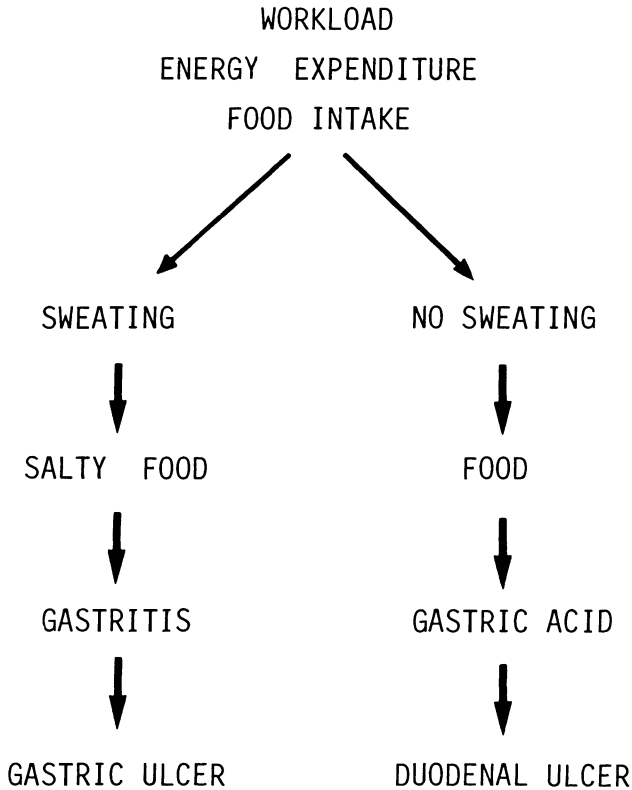 WORKLOAD
ENERGY EXPENDITURE
FOOD INTAKE
SWEATING
NO SWEATING
SALTY FOOD
FOOD
GASTRITIS
GASTRIC ACID
GASTRIC ULCER
DUODENAL ULCER